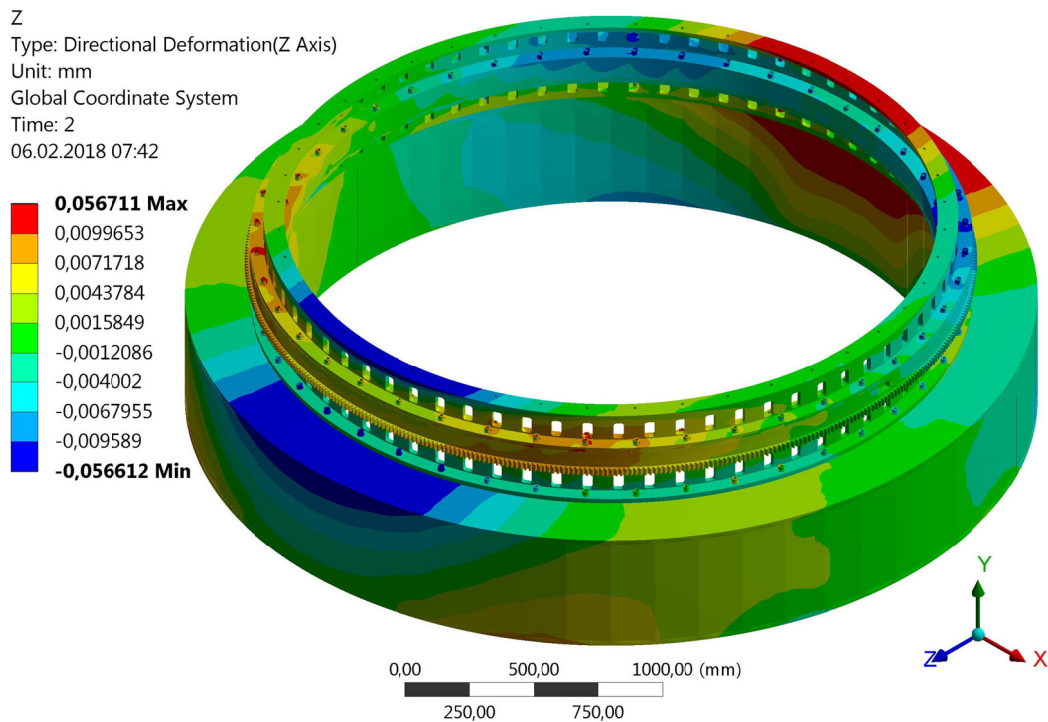 Z
Type: Directional Deformation(Z Axis)
Unit: mm
Global Coordinate System
Time: 2
06.02.2018 07:42
0,056711 Max
0,0099653
0,0071718
0,0043784
0,0015849
-0,0012086
-0,004002
-0,0067955
-0,009589
-0,056612 Min
0,00 500,00 1000,00 (mm)
250,00 750,00
Y
Z X